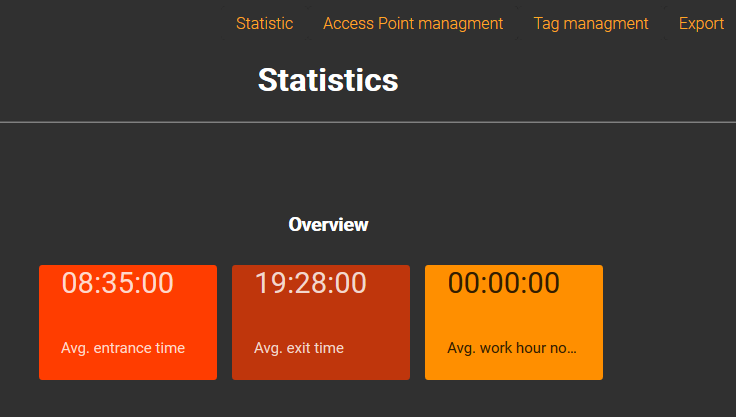 Statistic Access Point managment Tag managment Export
Statistics
Overview
08:35:00 19:28:00 00:00:00
Avg. entrance time Avg. exit time Avg. work hour no...